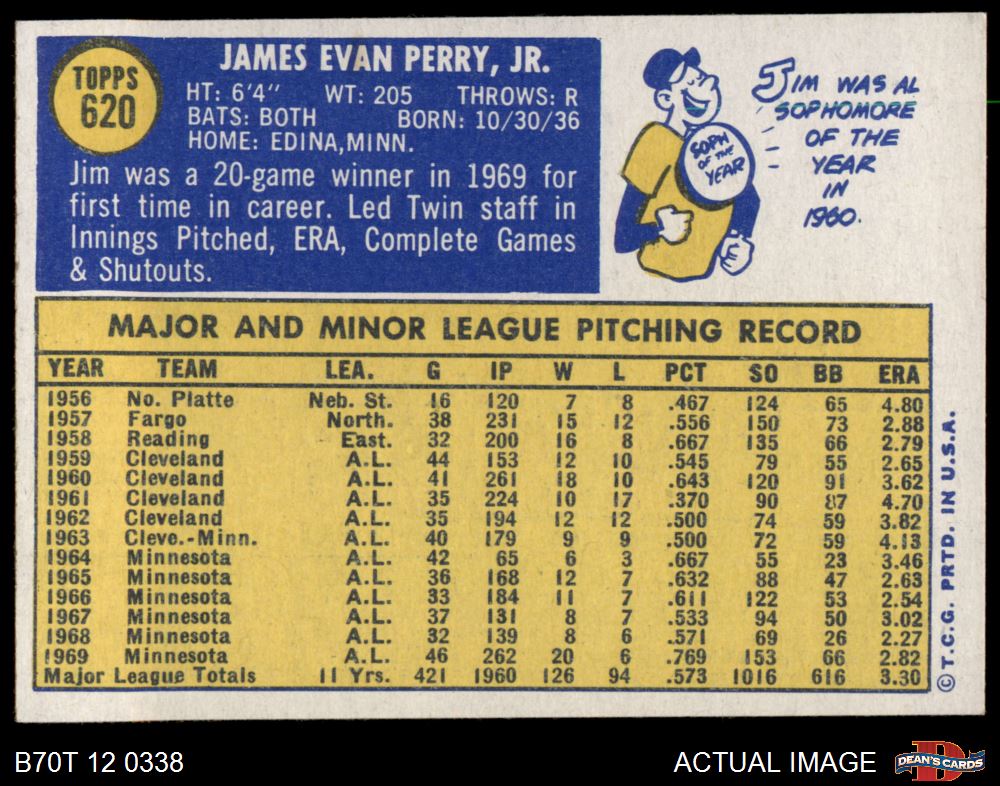 TOPPS
620
JAMES EVAN PERRY, JR.
HT: 6'4" WT: 205 THROWS: R
BATS: BOTH BORN: 10/30/36
HOME: EDINA, MINN.
Jim was a 20-game winner in 1969 for
first time in career. Led Twin staff in
Innings Pitched, ERA, Complete Games
& Shutouts.
SOPH
OF THE
YEAR
JIM WAS AL
SOPHOMORE
OF THE
YEAR
IN
1960.
MAJOR AND MINOR LEAGUE PITCHING RECORD
YEAR TEAM LEA. G IP W L PCT SO BB ERA
1956 No. Platte Neb. St. 16 120 7 8 .467 124 65 4.80
1957 Fargo North. 38 231 15 12 .556 150 73 2.88
1958 Reading East. 32 200 16 8 .667 135 66 2.79
1959 Cleveland A.L. 44 153 12 10 .545 79 55 2.65
1960 Cleveland A.L. 41 261 18 10 .643 120 91 3.62
1961 Cleveland A.L. 35 224 10 17 .370 90 87 4.70
1962 Cleveland A.L. 35 194 12 12 .500 74 59 3.82
1963 Cleve.-Minn. A.L. 40 179 9 9 .500 72 59 4.13
1964 Minnesota A.L. 42 65 6 3 .667 55 23 3.46
1965 Minnesota A.L. 36 168 12 7 .632 88 47 2.63
1966 Minnesota A.L. 33 184 11 7 .611 122 53 2.54
1967 Minnesota A.L. 37 131 8 7 .533 94 50 3.02
1968 Minnesota A.L. 32 139 8 6 .571 69 26 2.27
1969 Minnesota A.L. 46 262 20 6 .769 153 66 2.82
Major League Totals 11 Yrs. 421 1960 126 94 .573 1016 616 3.30
©T.C.G. PRTD. IN U.S.A.
B70T 12 0338
ACTUAL IMAGE
D
DEAN'S CARDS